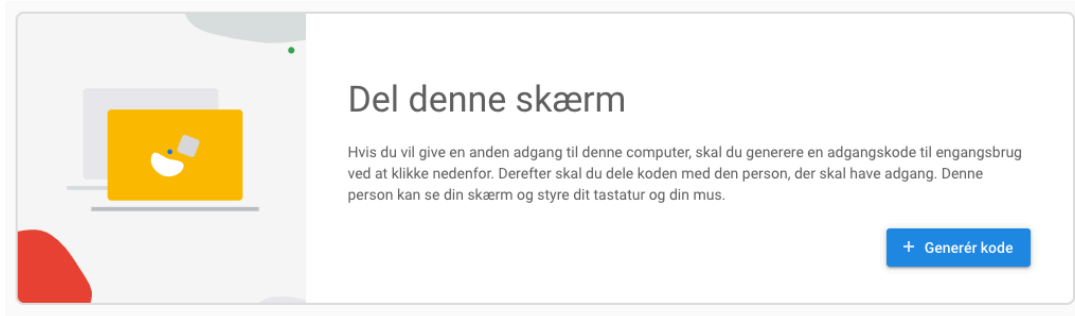 Del denne skærm
Hvis du vil give en anden adgang til denne computer, skal du generere en adgangskode til engangsbrug
ved at klikke nedenfor. Derefter skal du dele koden med den person, der skal have adgang. Denne
person kan se din skærm og styre dit tastatur og din mus.
+ Generér kode